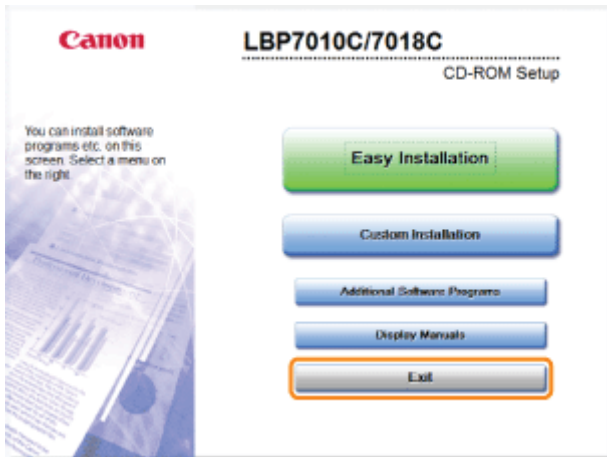 Canon
LBP7010C/7018C
CD-ROM Setup
You can install software
programs etc. on this
screen. Select a menu on
the right.
Easy Installation
Custom Installation
Additional Software Programs
Display Manuals
Exit